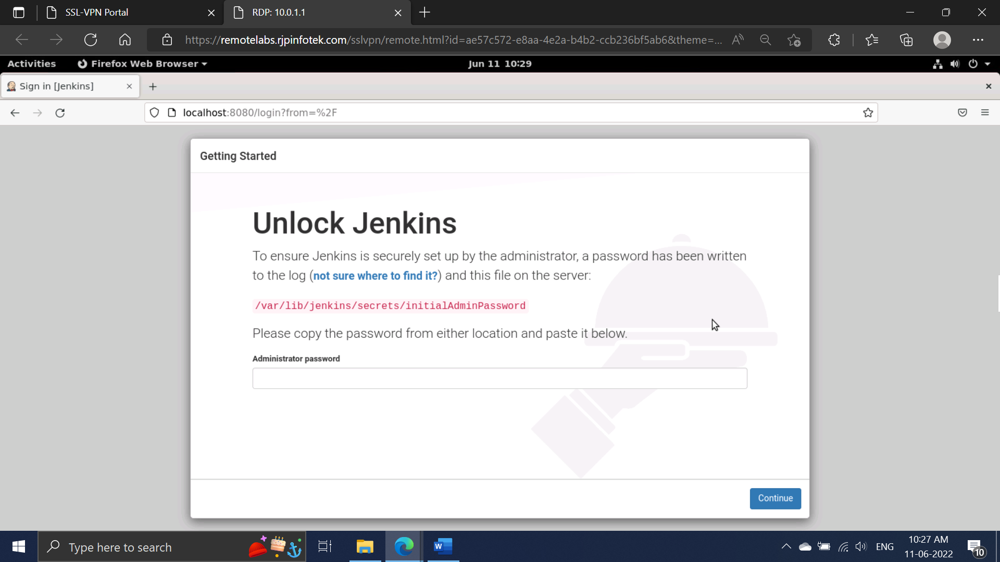 SSL-VPN Portal
RDP: 10.0.1.1
https://remotelabs.rjpinfotek.com/sslvpn/remote.html?id=ae57c572-e8aa-4e2a-b4b2-ccb236bf5ab6&theme=...
Activities
Firefox Web Browser
Jun 11 10:29
Sign in [Jenkins]
localhost:8080/login?from=%2F
Getting Started
Unlock Jenkins
To ensure Jenkins is securely set up by the administrator, a password has been written
to the log (not sure where to find it?) and this file on the server:
/var/lib/jenkins/secrets/initialAdminPassword
Please copy the password from either location and paste it below.
Administrator password
Continue
Type here to search
W
ENG
10:27 AM
11-06-2022
10